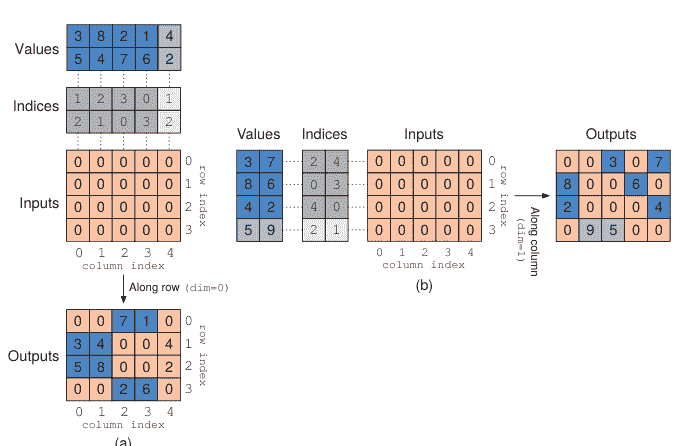 Values
3 8 2 1 4
5 4 7 6 2
Indices
1 2 3 0 1
2 1 0 3 2
Inputs
0 0 0 0 0 0
0 0 0 0 0 1
0 0 0 0 0 2
0 0 0 0 0 3
row index
0 1 2 3 4
column index
Along row (dim=0)
Outputs
0 0 7 1 0 0
3 4 0 0 4 1
5 8 0 0 2 2
0 0 2 6 0 3
row index
0 1 2 3 4
column index
(a)
Values Indices Inputs
3 7 2 4 0 0 0 0 0 0
8 6 0 3 0 0 0 0 0 1
4 2 4 0 0 0 0 0 0 2
5 9 2 1 0 0 0 0 0 3
row index
0 1 2 3 4
column index
(b)
Along column
(dim=1)
Outputs
0 0 3 0 7
8 0 0 6 0
2 0 0 0 4
0 9 5 0 0